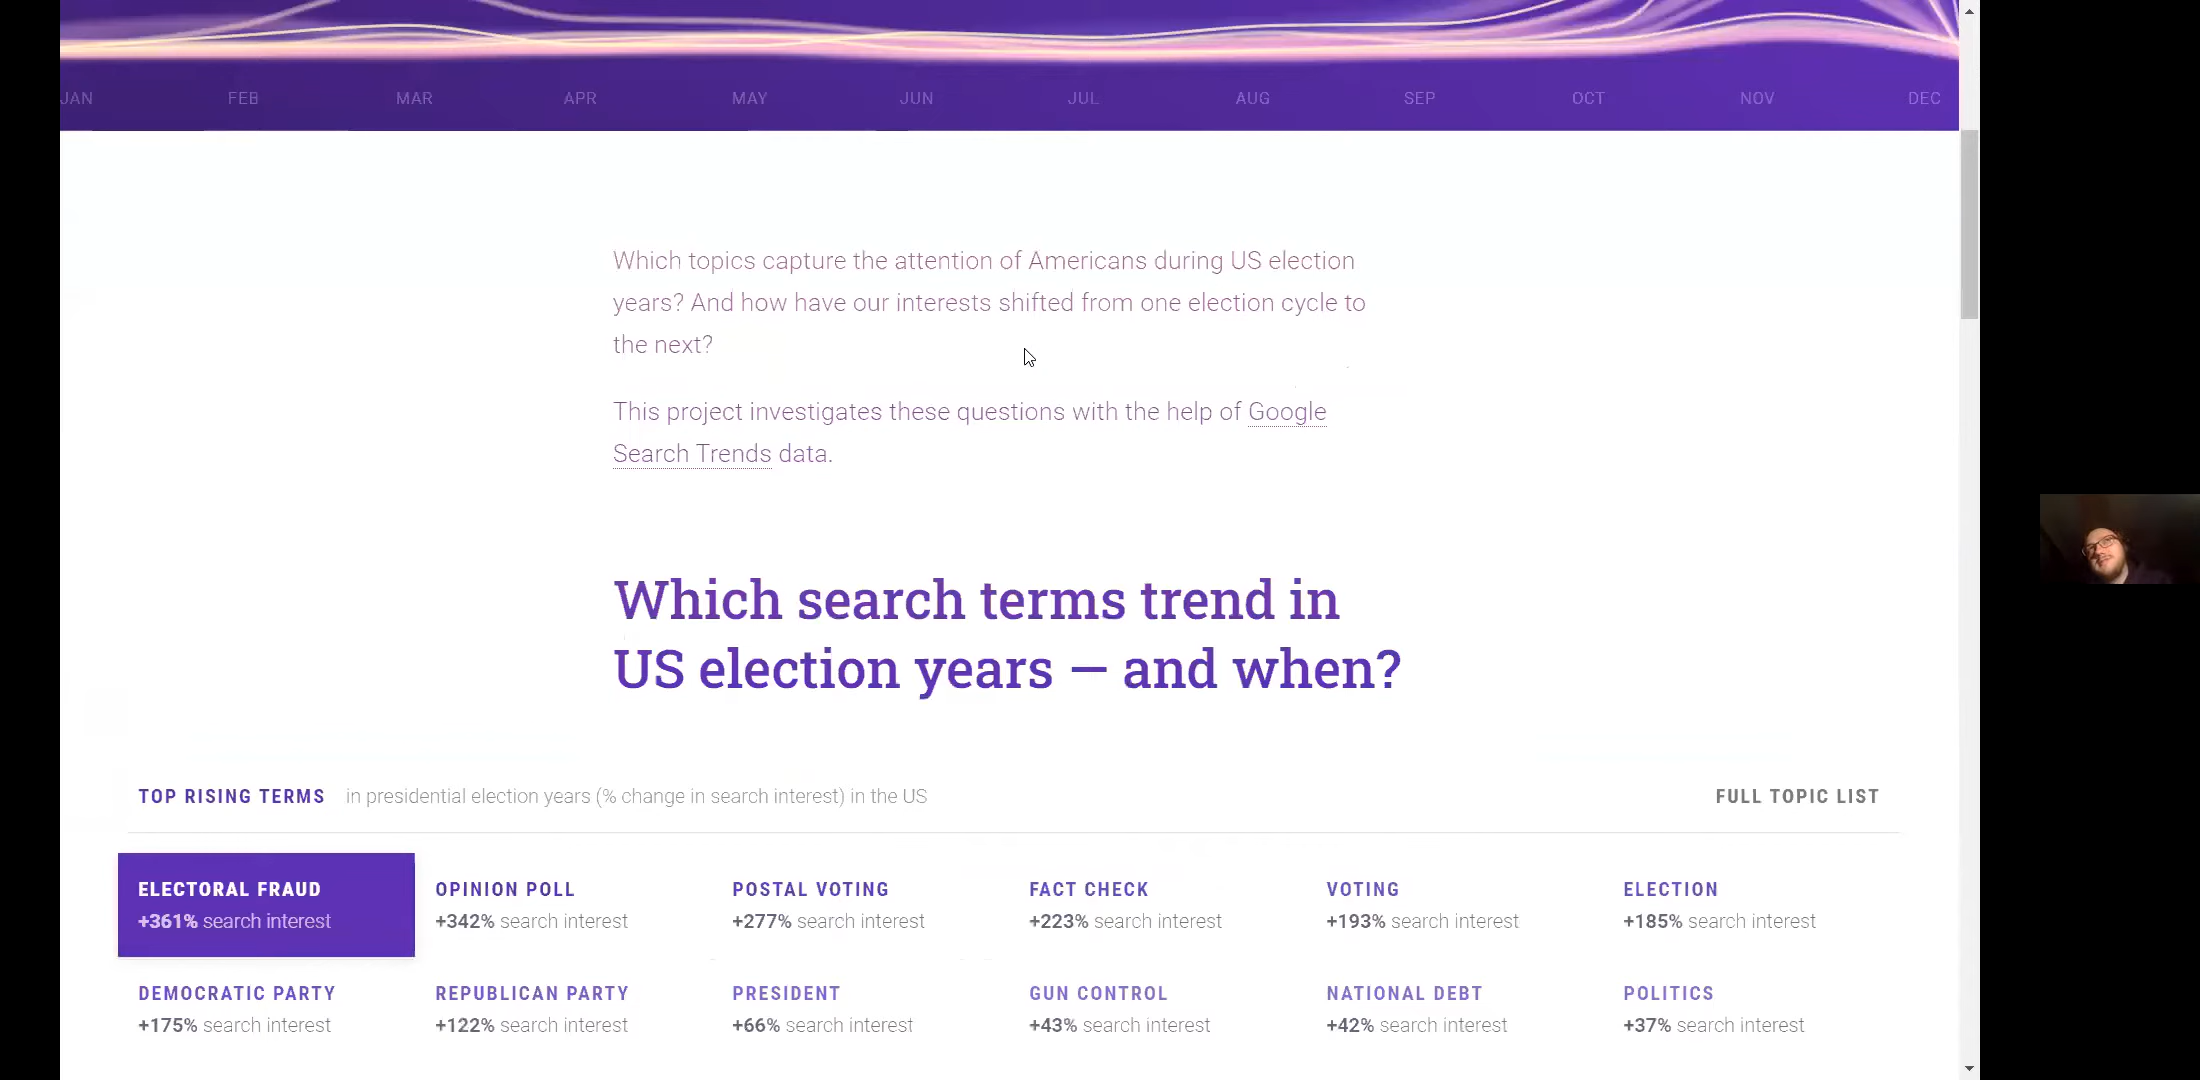 JAN FEB MAR APR MAY JUN JUL AUG SEP OCT NOV DEC
Which topics capture the attention of Americans during US election
years? And how have our interests shifted from one election cycle to
the next?
This project investigates these questions with the help of Google
Search Trends data.
Which search terms trend in
US election years — and when?
TOP RISING TERMS in presidential election years (% change in search interest) in the US
FULL TOPIC LIST
ELECTORAL FRAUD
+361% search interest
OPINION POLL
+342% search interest
POSTAL VOTING
+277% search interest
FACT CHECK
+223% search interest
VOTING
+193% search interest
ELECTION
+185% search interest
DEMOCRATIC PARTY
+175% search interest
REPUBLICAN PARTY
+122% search interest
PRESIDENT
+66% search interest
GUN CONTROL
+43% search interest
NATIONAL DEBT
+42% search interest
POLITICS
+37% search interest